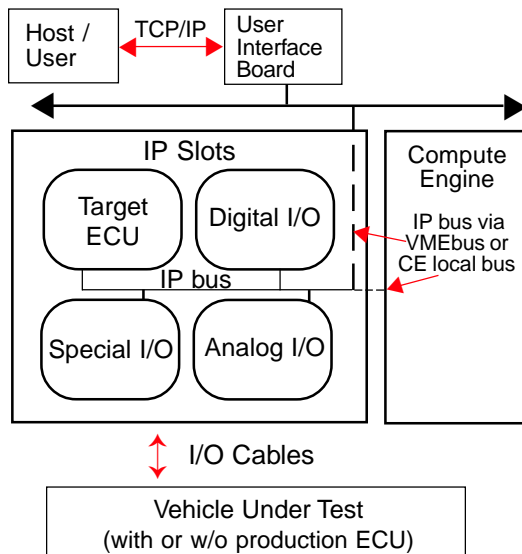 Host /
User
TCP/IP
User
Interface
Board
IP Slots
Target
ECU
Digital I/O
IP bus
Special I/O
Analog I/O
Compute
Engine
IP bus via
VMEbus or
CE local bus
I/O Cables
Vehicle Under Test
(with or w/o production ECU)